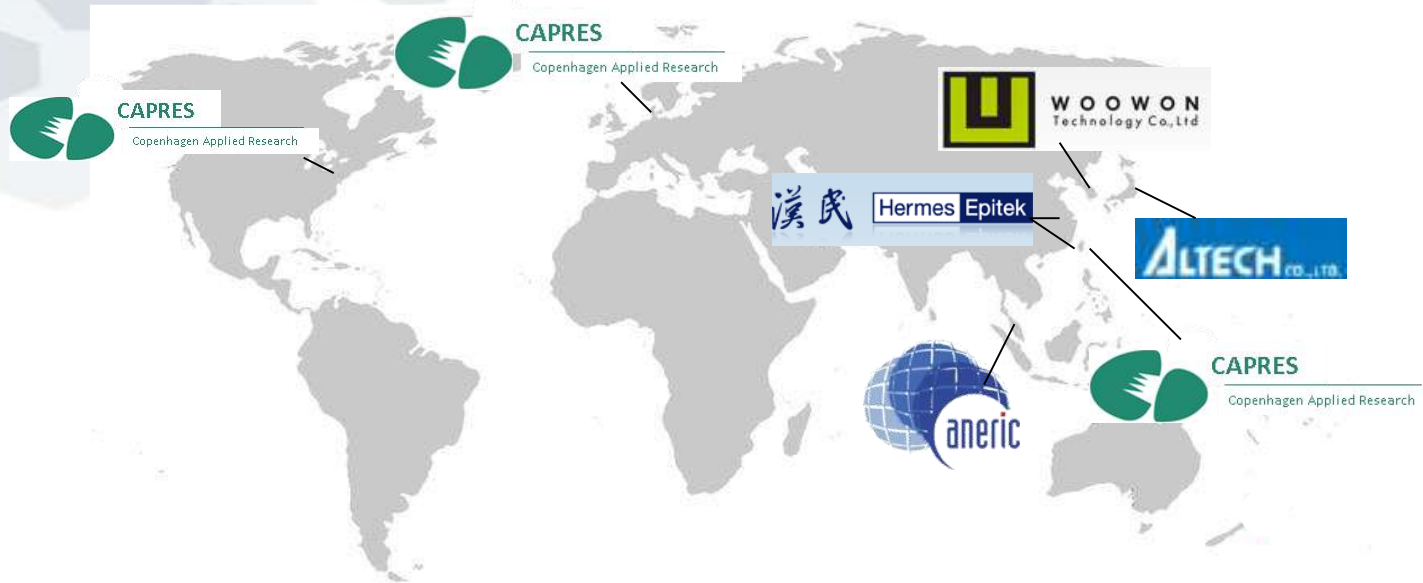 CAPRES
Copenhagen Applied Research
CAPRES
Copenhagen Applied Research
WOOWON
Technology Co.,Ltd
漢民 Hermes Epitek
ALTECH CO.,LTD.
CAPRES
Copenhagen Applied Research
aneric